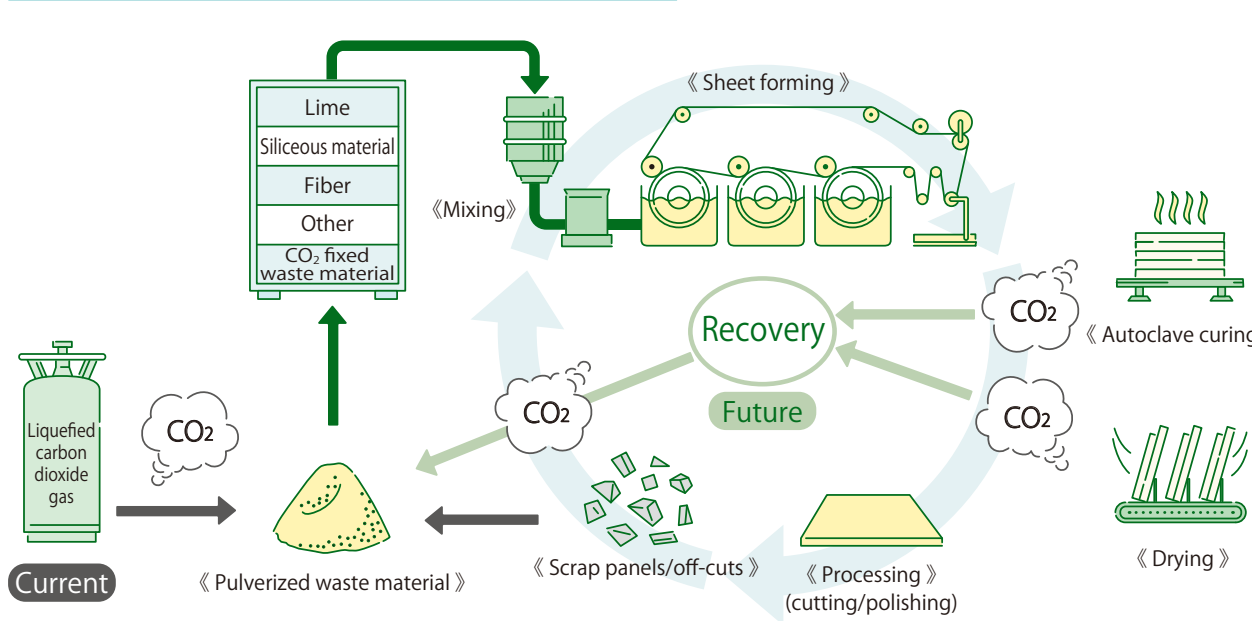 《 Sheet forming 》
Lime
Siliceous material
Fiber
Other
CO₂ fixed
waste material
《Mixing》
Recovery
Future
CO₂
《 Autoclave curing
CO₂
CO₂
CO₂
Liquefied
carbon
dioxide
gas
Current
《 Pulverized waste material 》
《 Scrap panels/off-cuts 》
《 Processing 》
(cutting/polishing)
《 Drying 》